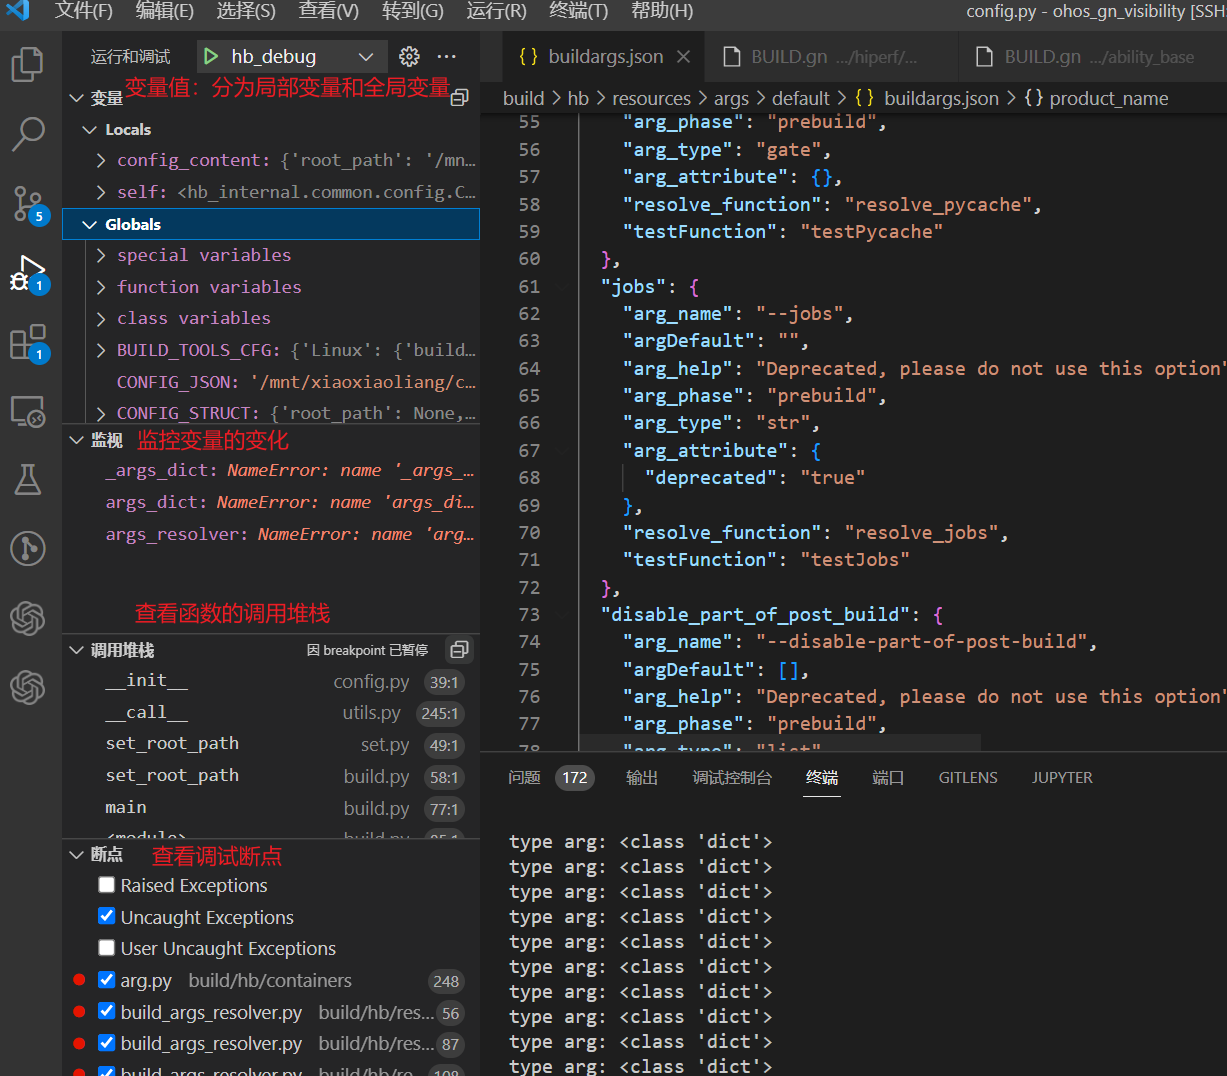 文件(F) 编辑(E) 选择(S) 查看(V) 转到(G) 运行(R) 终端(T) 帮助(H) config.py - ohos_gn_visibility [SSH:
运行和调试 hb_debug ···
变量 变量值：分为局部变量和全局变量
Locals
config_content: {'root_path': '/mn...
self: <hb_internal.common.config.C...
Globals
special variables
function variables
class variables
BUILD_TOOLS_CFG: {'Linux': {'build...
CONFIG_JSON: '/mnt/xiaoxiaoliang/c...
CONFIG_STRUCT: {'root_path': None,...
监视 监控变量的变化
_args_dict: NameError: name '_args_...
args_dict: NameError: name 'args_di...
args_resolver: NameError: name 'arg...
查看函数的调用堆栈
调用堆栈 因 breakpoint 已暂停
__init__ config.py 39:1
__call__ utils.py 245:1
set_root_path set.py 49:1
set_root_path build.py 58:1
main build.py 77:1
<module> build.py 85:1
断点 查看调试断点
Raised Exceptions
Uncaught Exceptions
User Uncaught Exceptions
arg.py build/hb/containers 248
build_args_resolver.py build/hb/res... 56
build_args_resolver.py build/hb/res... 87
build_args_resolver.py build/hb/re... 108
5
1
1
{} buildargs.json BUILD.gn .../hiperf/... BUILD.gn .../ability_base
build > hb > resources > args > default > {} buildargs.json > {} product_name
55 "arg_phase": "prebuild",
56 "arg_type": "gate",
57 "arg_attribute": {},
58 "resolve_function": "resolve_pycache",
59 "testFunction": "testPycache"
60 },
61 "jobs": {
62 "arg_name": "--jobs",
63 "argDefault": "",
64 "arg_help": "Deprecated, please do not use this option"
65 "arg_phase": "prebuild",
66 "arg_type": "str",
67 "arg_attribute": {
68 "deprecated": "true"
69 },
70 "resolve_function": "resolve_jobs",
71 "testFunction": "testJobs"
72 },
73 "disable_part_of_post_build": {
74 "arg_name": "--disable-part-of-post-build",
75 "argDefault": [],
76 "arg_help": "Deprecated, please do not use this option"
77 "arg_phase": "prebuild",
78 "arg_type": "list"
问题 172 输出 调试控制台 终端 端口 GITLENS JUPYTER
type arg: <class 'dict'>
type arg: <class 'dict'>
type arg: <class 'dict'>
type arg: <class 'dict'>
type arg: <class 'dict'>
type arg: <class 'dict'>
type arg: <class 'dict'>
type arg: <class 'dict'>
type arg: <class 'dict'>
type arg: <class 'dict'>